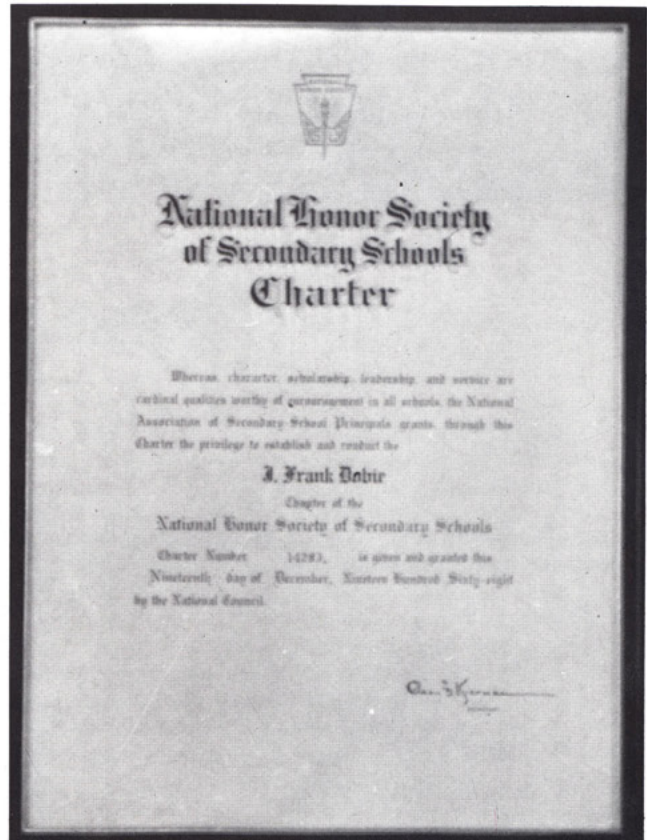 NATIONAL
HONOR SOCIETY
National Honor Society
of Secondary Schools
Charter
Whereas, character, scholarship, leadership, and service are
cardinal qualities worthy of encouragement in all schools, the National
Association of Secondary School Principals grants, through this
Charter the privilege to establish and conduct the
J. Frank Dobie
Chapter of the
National Honor Society of Secondary Schools
Charter Number 14283, is given and granted this
Nineteenth day of December, Nineteen Hundred Sixty-eight
by the National Council.